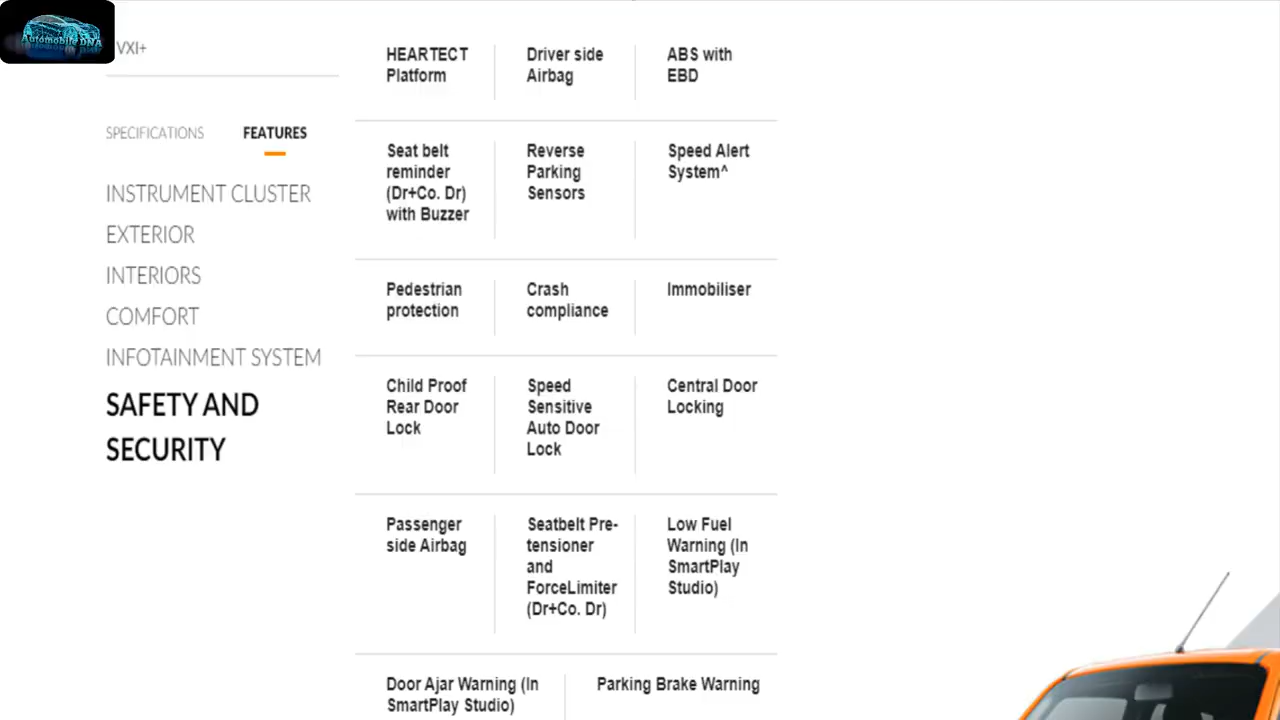 Automobile DNA
VXI+
SPECIFICATIONS
FEATURES
INSTRUMENT CLUSTER
EXTERIOR
INTERIORS
COMFORT
INFOTAINMENT SYSTEM
SAFETY AND
SECURITY
HEARTECT
Platform
Driver side
Airbag
ABS with
EBD
Seat belt
reminder
(Dr+Co. Dr)
with Buzzer
Reverse
Parking
Sensors
Speed Alert
System^
Pedestrian
protection
Crash
compliance
Immobiliser
Child Proof
Rear Door
Lock
Speed
Sensitive
Auto Door
Lock
Central Door
Locking
Passenger
side Airbag
Seatbelt Pre-
tensioner
and
ForceLimiter
(Dr+Co. Dr)
Low Fuel
Warning (In
SmartPlay
Studio)
Door Ajar Warning (In
SmartPlay Studio)
Parking Brake Warning